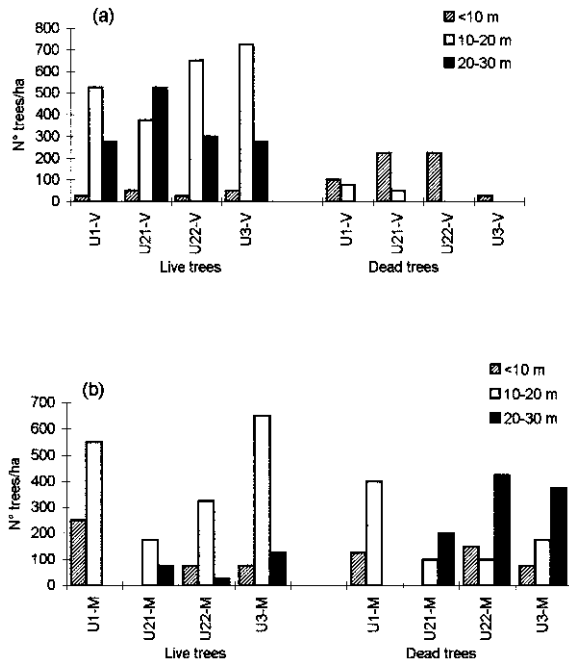 (a)
<10 m
10-20 m
20-30 m
N° trees/ha
800
700
600
500
400
300
200
100
0
U1-V
U21-V
U22-V
U3-V
U1-V
U21-V
U22-V
U3-V
Live trees
Dead trees
(b)
<10 m
10-20 m
20-30 m
N° trees/ha
700
600
500
400
300
200
100
0
U1-M
U21-M
U22-M
U3-M
U1-M
U21-M
U22-M
U3-M
Live trees
Dead trees